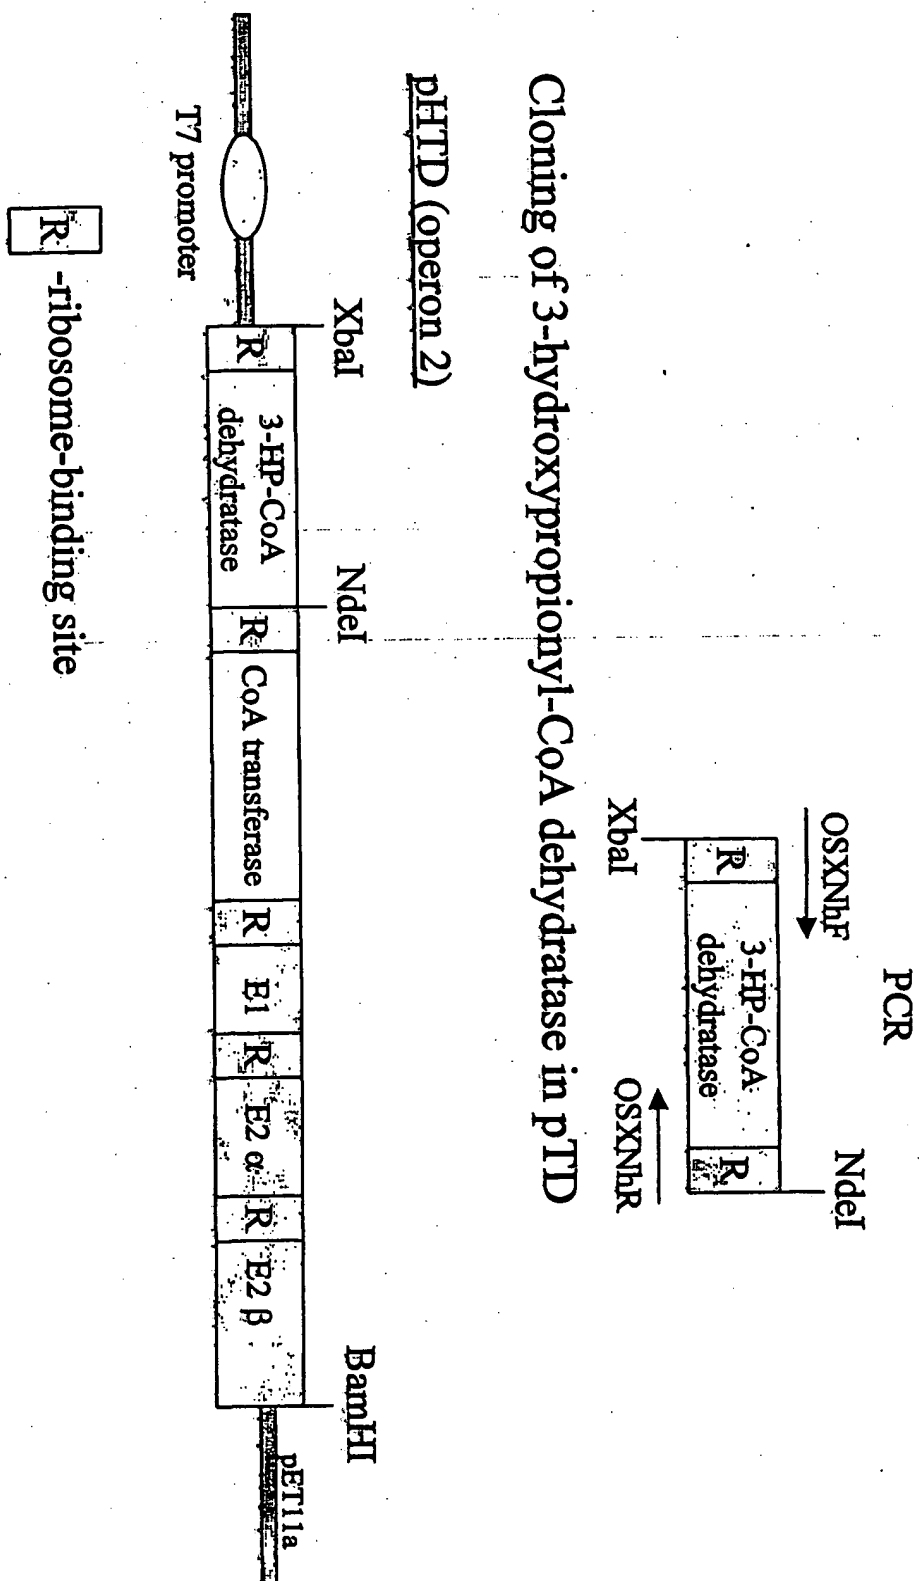 PCR
OSXNhF
R
3-HP-CoA
dehydratase
R
XbaI
NdeI
OSXNhR
Cloning of 3-hydroxypropionyl-CoA dehydratase in pTD
pHTD (operon 2)
XbaI
NdeI
BamHI
T7 promoter
R
3-HP-CoA
dehydratase
R
CoA transferase
R
E1
R
E2 α
R
E2 β
pET11a
R
-ribosome-binding site